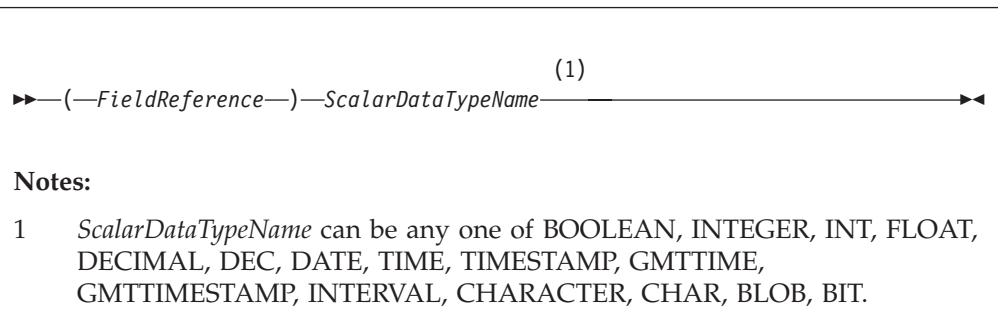 (1)
( FieldReference ) ScalarDataTypeName
Notes:
1 ScalarDataTypeName can be any one of BOOLEAN, INTEGER, INT, FLOAT,
DECIMAL, DEC, DATE, TIME, TIMESTAMP, GMTTIME,
GMTTIMESTAMP, INTERVAL, CHARACTER, CHAR, BLOB, BIT.